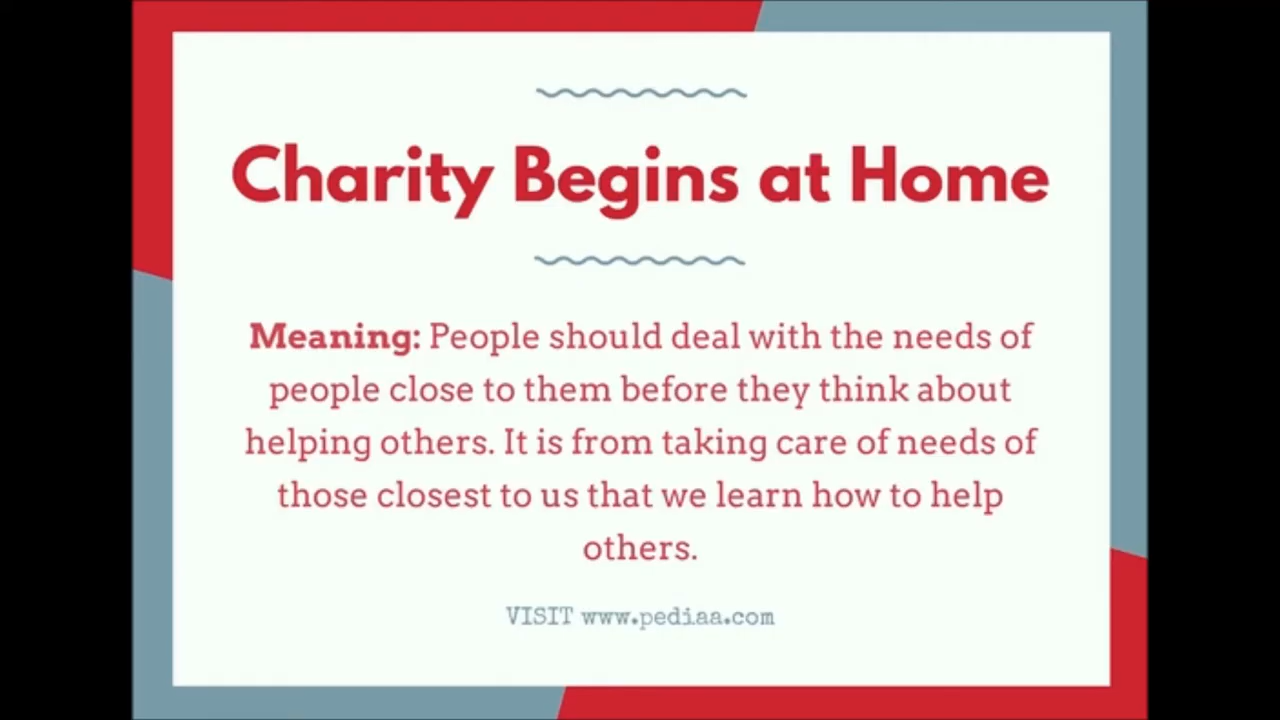 Charity Begins at Home
Meaning: People should deal with the needs of
people close to them before they think about
helping others. It is from taking care of needs of
those closest to us that we learn how to help
others.
VISIT www.pediaa.com